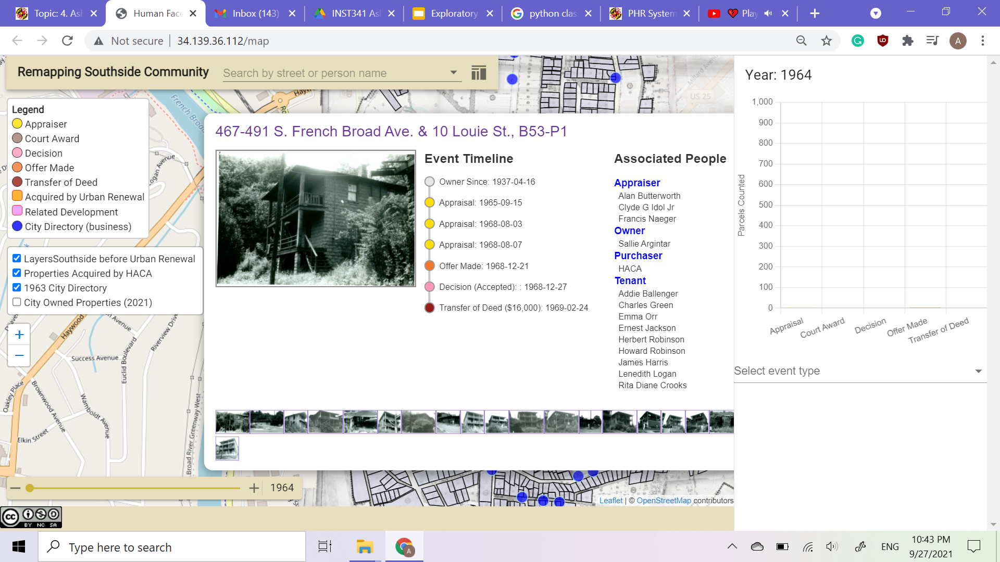 Topic: 4. Ash
Human Face
Inbox (143)
INST341 Ash
Exploratory
python clas
PHR System
Play
Not secure
34.139.36.112/map
A
Remapping Southside Community
Search by street or person name
Year: 1964
Legend
Appraiser
Court Award
Decision
Offer Made
Transfer of Deed
Acquired by Urban Renewal
Related Development
City Directory (business)
LayersSouthside before Urban Renewal
Properties Acquired by HACA
1963 City Directory
City Owned Properties (2021)
+
−
French Broad
Logan Avenue
US 25
Millard Avenue
Haywood
Success Avenue
Euclid Boulevard
Riverview Drive
Oakley Place
Brownwood Avenue
Wamboldt Avenue
Elkin Street
Broad River Greenway West
467-491 S. French Broad Ave. & 10 Louie St., B53-P1
Event Timeline
Owner Since: 1937-04-16
Appraisal: 1965-09-15
Appraisal: 1968-08-03
Appraisal: 1968-08-07
Offer Made: 1968-12-21
Decision (Accepted): : 1968-12-27
Transfer of Deed ($16,000): 1969-02-24
Associated People
Appraiser
Alan Butterworth
Clyde G Idol Jr
Francis Naeger
Owner
Sallie Argintar
Purchaser
HACA
Tenant
Addie Ballenger
Charles Green
Emma Orr
Ernest Jackson
Herbert Robinson
Howard Robinson
James Harris
Lenedith Logan
Rita Diane Crooks
1,000
900
800
700
600
500
400
300
200
100
0
Parcels Counted
Appraisal
Court Award
Decision
Offer Made
Transfer of Deed
Select event type
1964
Leaflet | © OpenStreetMap contributors
cc BY NC SA
Type here to search
A
ENG
10:43 PM
9/27/2021